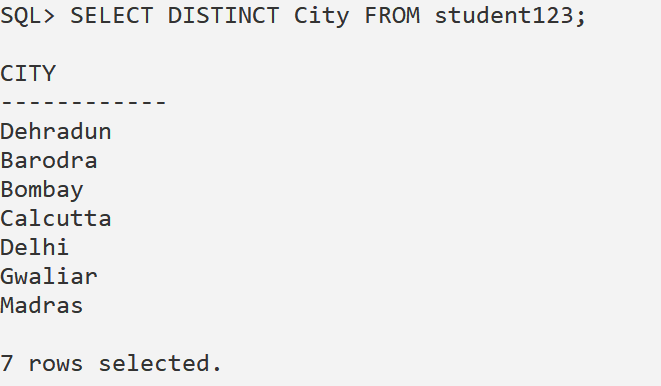 SQL> SELECT DISTINCT City FROM student123;
CITY
------------
Dehradun
Barodra
Bombay
Calcutta
Delhi
Gwaliar
Madras
7 rows selected.